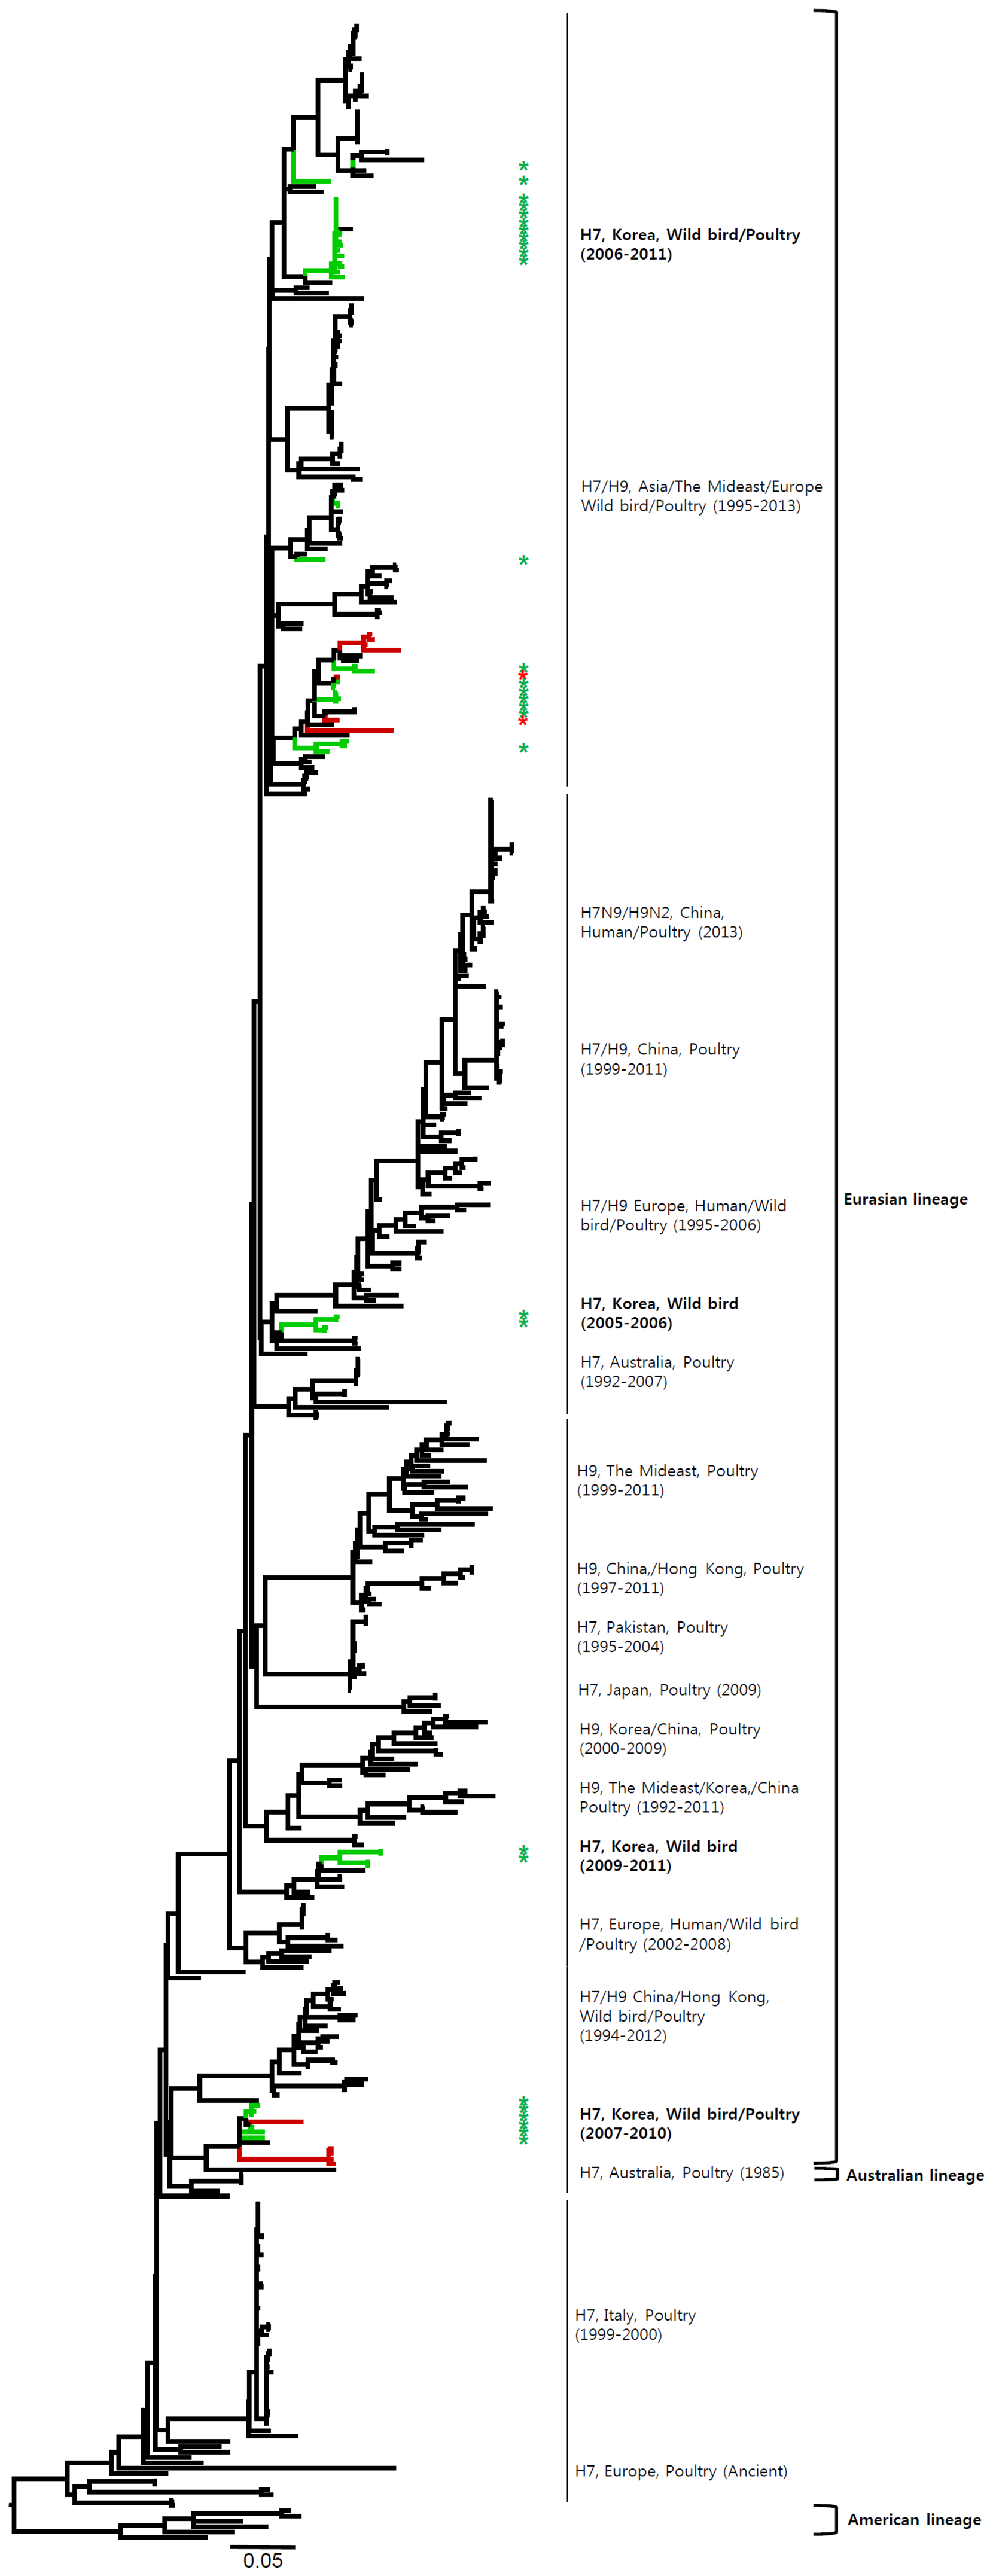 H7, Korea, Wild bird/Poultry
(2006-2011)
H7/H9, Asia/The Mideast/Europe
Wild bird/Poultry (1995-2013)
H7N9/H9N2, China,
Human/Poultry (2013)
H7/H9, China, Poultry
(1999-2011)
Eurasian lineage
H7/H9 Europe, Human/Wild
bird/Poultry (1995-2006)
H7, Korea, Wild bird
(2005-2006)
H7, Australia, Poultry
(1992-2007)
H9, The Mideast, Poultry
(1999-2011)
H9, China,/Hong Kong, Poultry
(1997-2011)
H7, Pakistan, Poultry
(1995-2004)
H7, Japan, Poultry (2009)
H9, Korea/China, Poultry
(2000-2009)
H9, The Mideast/Korea,/China
Poultry (1992-2011)
H7, Korea, Wild bird
(2009-2011)
H7, Europe, Human/Wild bird
/Poultry (2002-2008)
H7/H9 China/Hong Kong,
Wild bird/Poultry
(1994-2012)
H7, Korea, Wild bird/Poultry
(2007-2010)
H7, Australia, Poultry (1985)
Australian lineage
H7, Italy, Poultry
(1999-2000)
H7, Europe, Poultry (Ancient)
American lineage
0.05